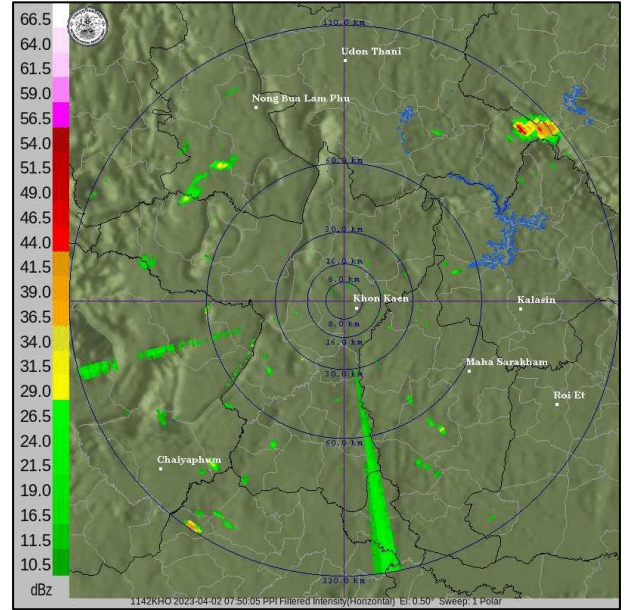 66.5
64.0
61.5
59.0
56.5
54.0
51.5
49.0
46.5
44.0
41.5
39.0
36.5
34.0
31.5
29.0
26.5
24.0
21.5
19.0
16.5
14.0
11.5
10.5
dBz
120.0 km
Udon Thani
Nong Bua Lam Phu
60.0 km
30.0 km
16.0 km
8.0 km
Khon Kaen
Kalasin
8.0 km
16.0 km
30.0 km
Maha Sarakham
Roi Et
60.0 km
Chaiyaphum
120.0 km
1142KHO 2023-04-02 07:50:05 PPI Filtered Intensity(Horizontal) El: 0.50° Sweep: 1 Polar